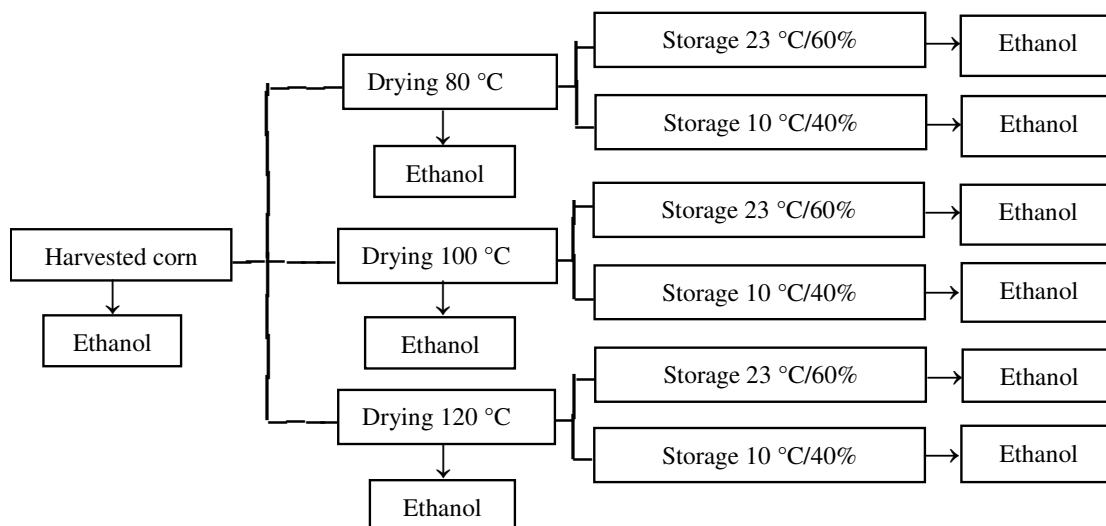 Storage 23 °C/60%
Ethanol
Drying 80 °C
Storage 10 °C/40%
Ethanol
Ethanol
Storage 23 °C/60%
Ethanol
Harvested corn
Drying 100 °C
Storage 10 °C/40%
Ethanol
Ethanol
Ethanol
Storage 23 °C/60%
Ethanol
Drying 120 °C
Storage 10 °C/40%
Ethanol
Ethanol